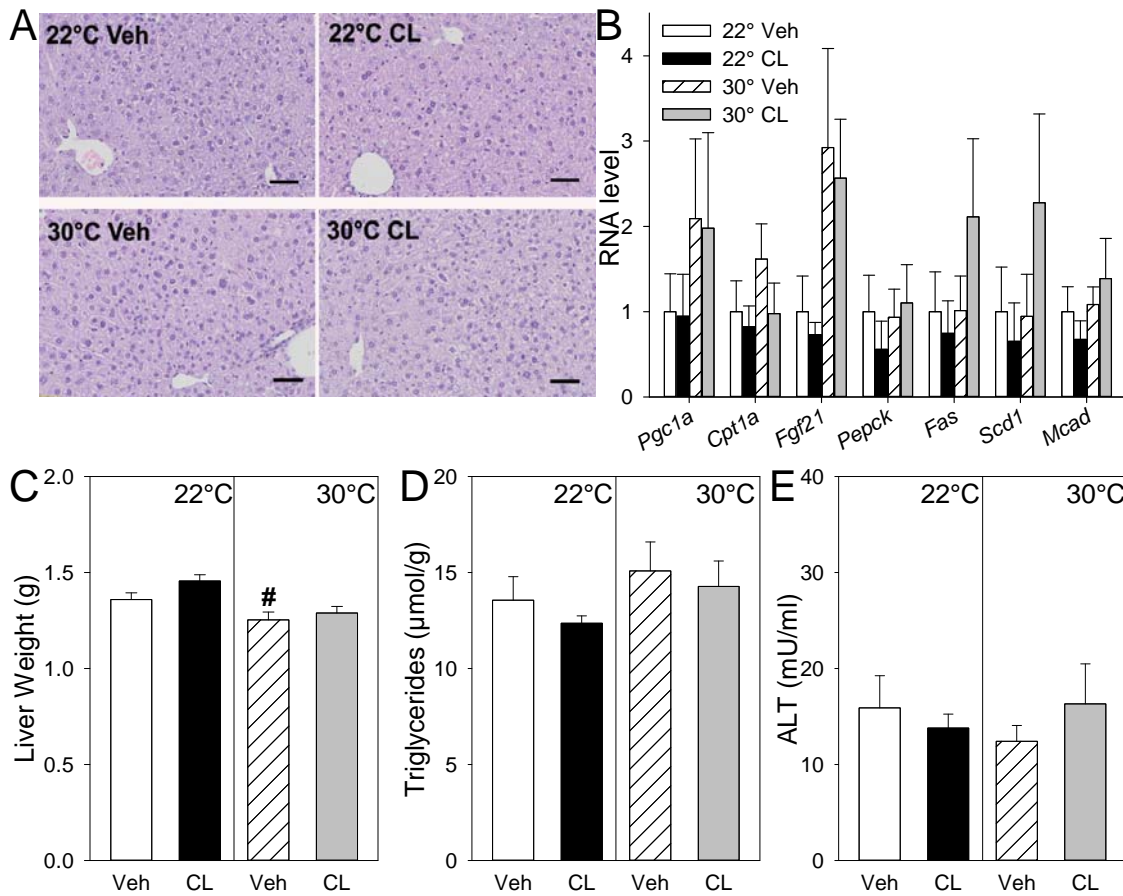 A
22°C Veh
22°C CL
30°C Veh
30°C CL
B
22° Veh
22° CL
30° Veh
30° CL
RNA level
4
3
2
1
0
Pgc1a
Cpt1a
Fgf21
Pepck
Fas
Scd1
Mcad
C
22°C
30°C
Liver Weight (g)
2.0
1.5
1.0
0.5
0.0
#
Veh
CL
Veh
CL
D
22°C
30°C
Triglycerides (µmol/g)
20
15
10
5
0
Veh
CL
Veh
CL
E
22°C
30°C
ALT (mU/ml)
40
30
20
10
0
Veh
CL
Veh
CL